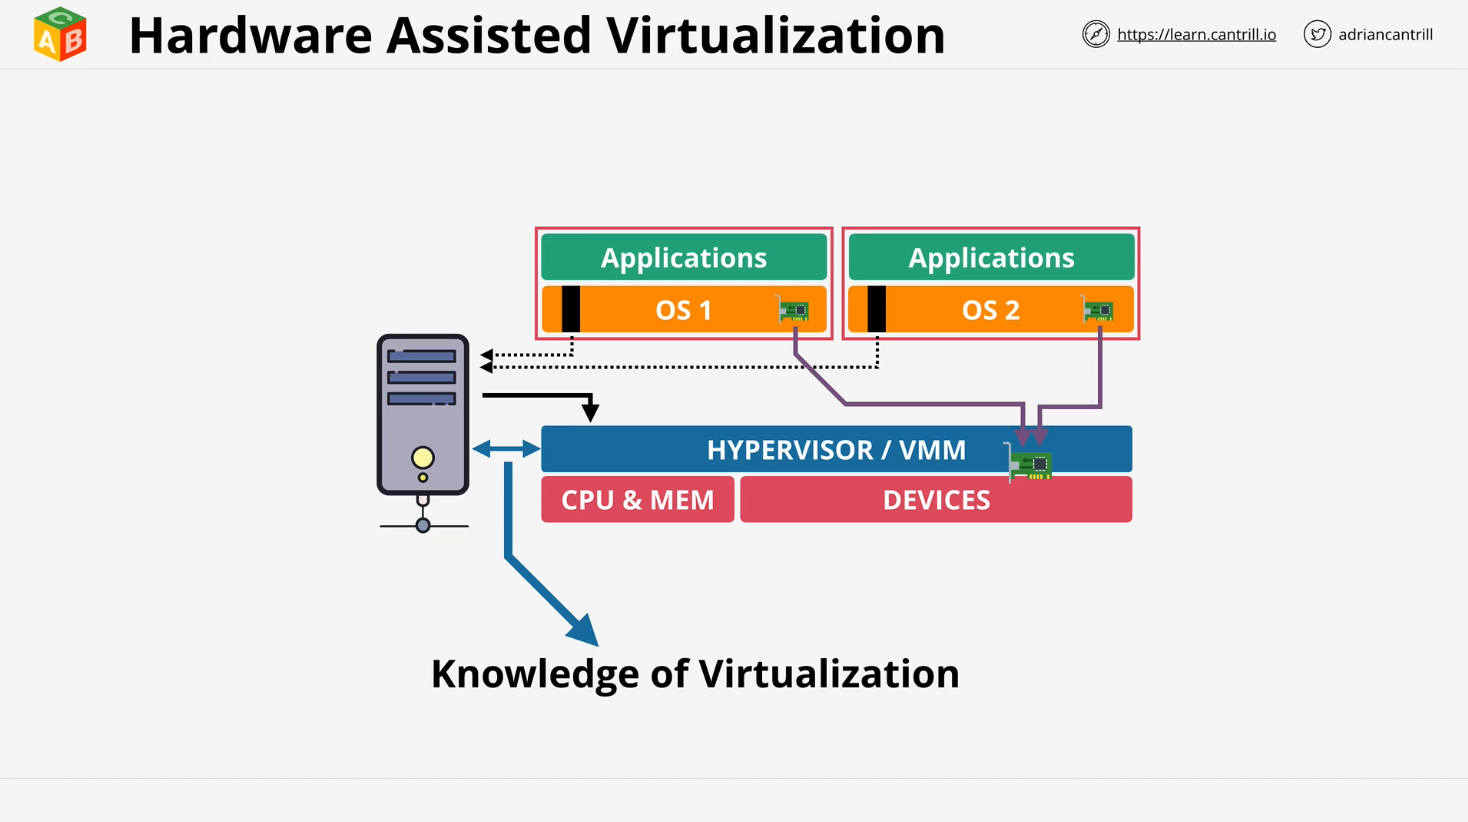 Hardware Assisted Virtualization
https://learn.cantrill.io
adriancantrill
C
A B
Applications
Applications
OS 1
OS 2
HYPERVISOR / VMM
CPU & MEM
DEVICES
Knowledge of Virtualization